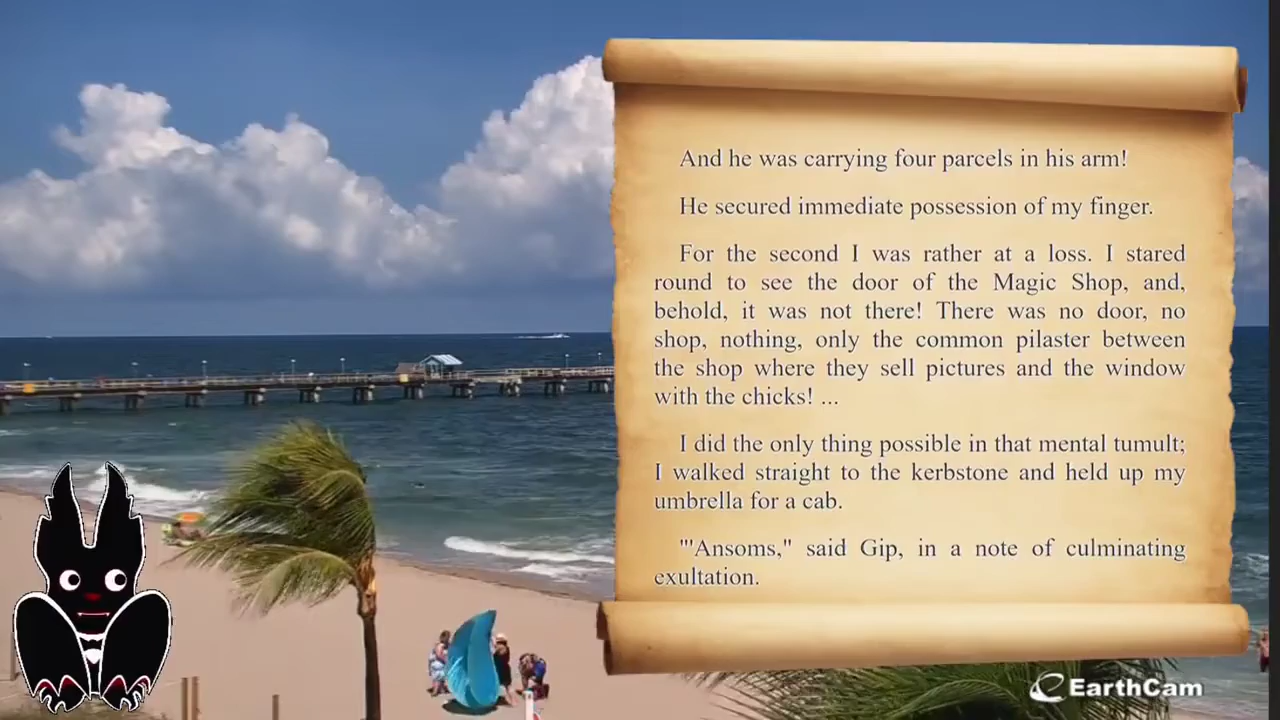 And he was carrying four parcels in his arm!
He secured immediate possession of my finger.
For the second I was rather at a loss. I stared
round to see the door of the Magic Shop, and,
behold, it was not there! There was no door, no
shop, nothing, only the common pilaster between
the shop where they sell pictures and the window
with the chicks! ...
I did the only thing possible in that mental tumult;
I walked straight to the kerbstone and held up my
umbrella for a cab.
"'Ansoms," said Gip, in a note of culminating
exultation.
EarthCam